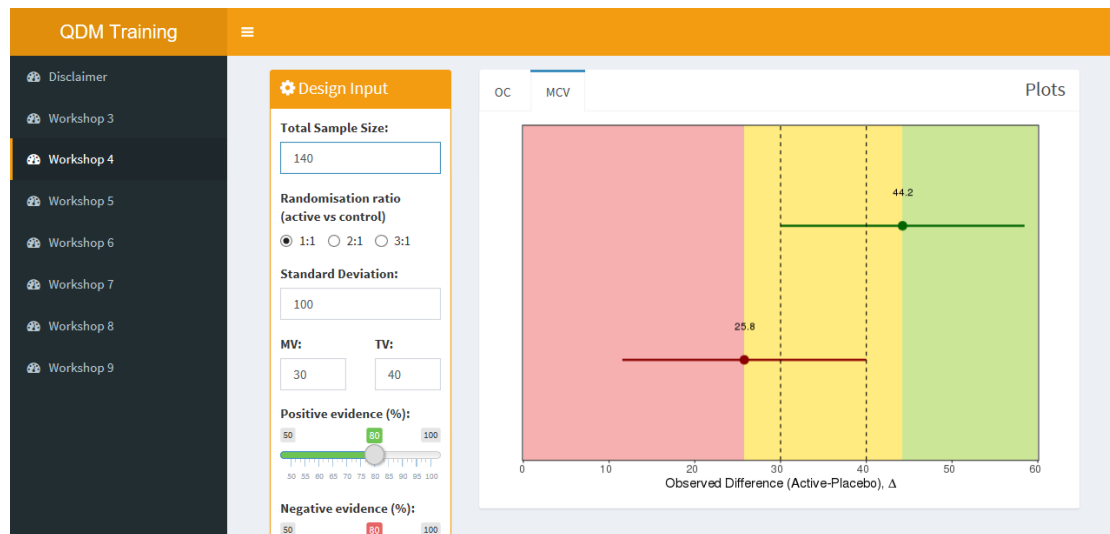 QDM Training
Disclaimer
Workshop 3
Workshop 4
Workshop 5
Workshop 6
Workshop 7
Workshop 8
Workshop 9
Design Input
Total Sample Size:
140
Randomisation ratio
(active vs control)
1:1 2:1 3:1
Standard Deviation:
100
MV: TV:
30 40
Positive evidence (%):
50 80 100
50 55 60 65 70 75 80 85 90 95 100
Negative evidence (%):
50 80 100
OC MCV Plots
44.2
25.8
0 10 20 30 40 50 60
Observed Difference (Active-Placebo), Δ